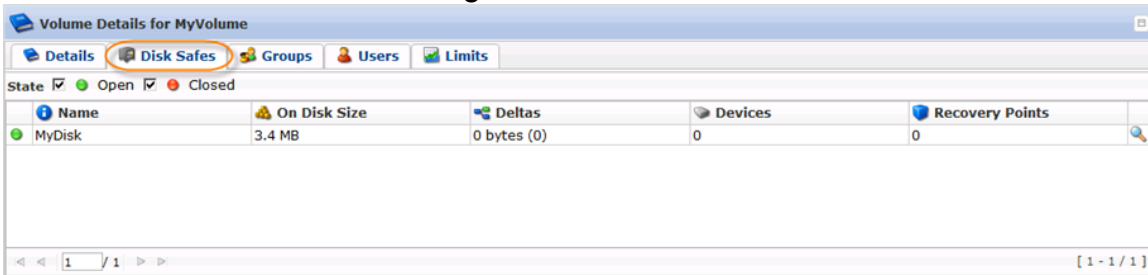 Volume Details for MyVolume
Details Disk Safes Groups Users Limits
State Open Closed
Name On Disk Size Deltas Devices Recovery Points
MyDisk 3.4 MB 0 bytes (0) 0 0
1 / 1 [ 1 - 1 / 1 ]